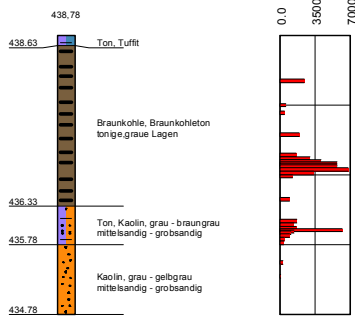 438,78
0.0
3500
7000
438.63
Ton, Tuffit
Braunkohle, Braunkohleton
tonige,graue Lagen
436.33
Ton, Kaolin, grau - braungrau
mittelsandig - grobsandig
435.78
Kaolin, grau - gelbgrau
mittelsandig - grobsandig
434.78